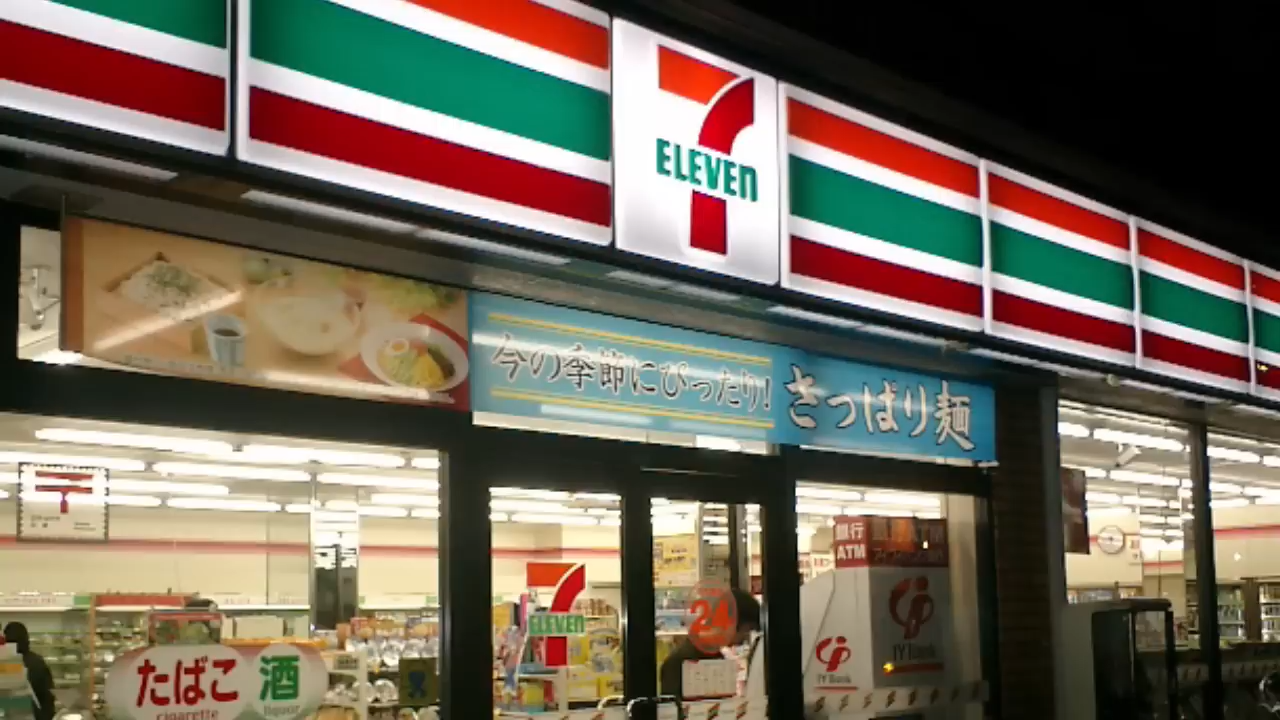 7
ELEVEN
今の季節にぴったり!
さっぱり麺
銀行
ATM
7
ELEVEN
24
IY Bank
IY Bank
たばこ
cigarette
酒
liquor